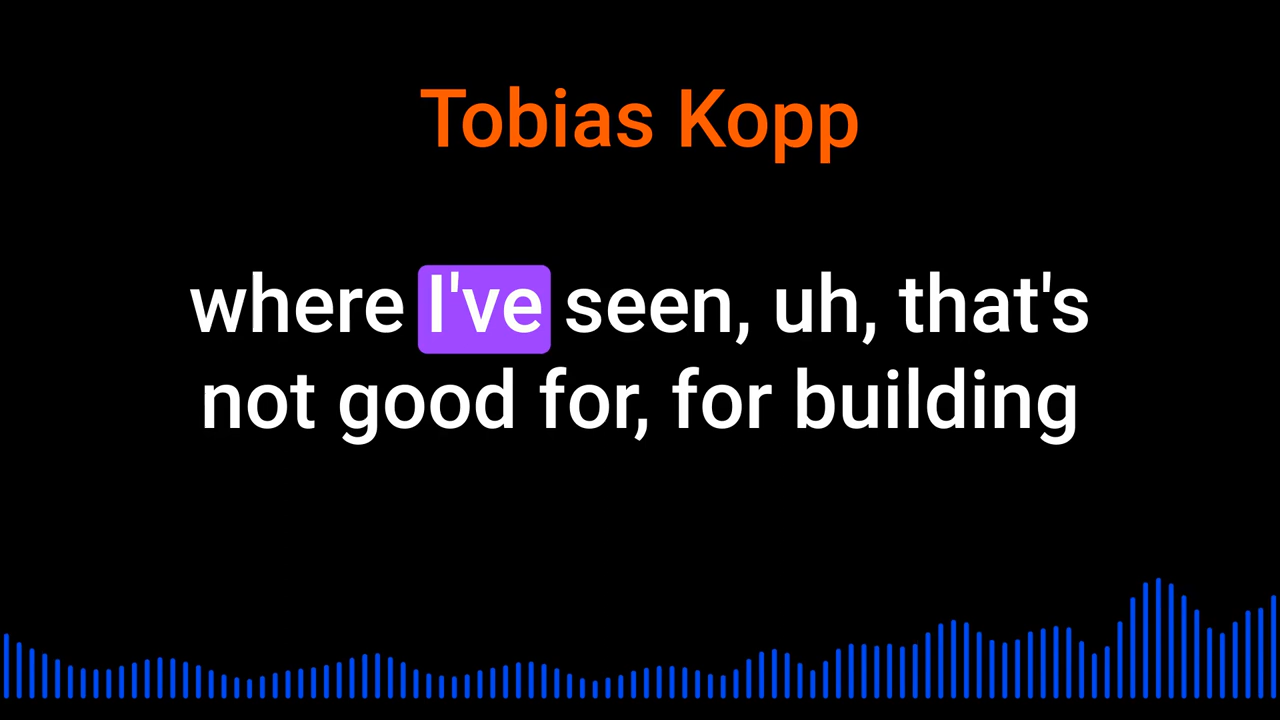 Tobias Kopp
where I've seen, uh, that's
not good for, for building